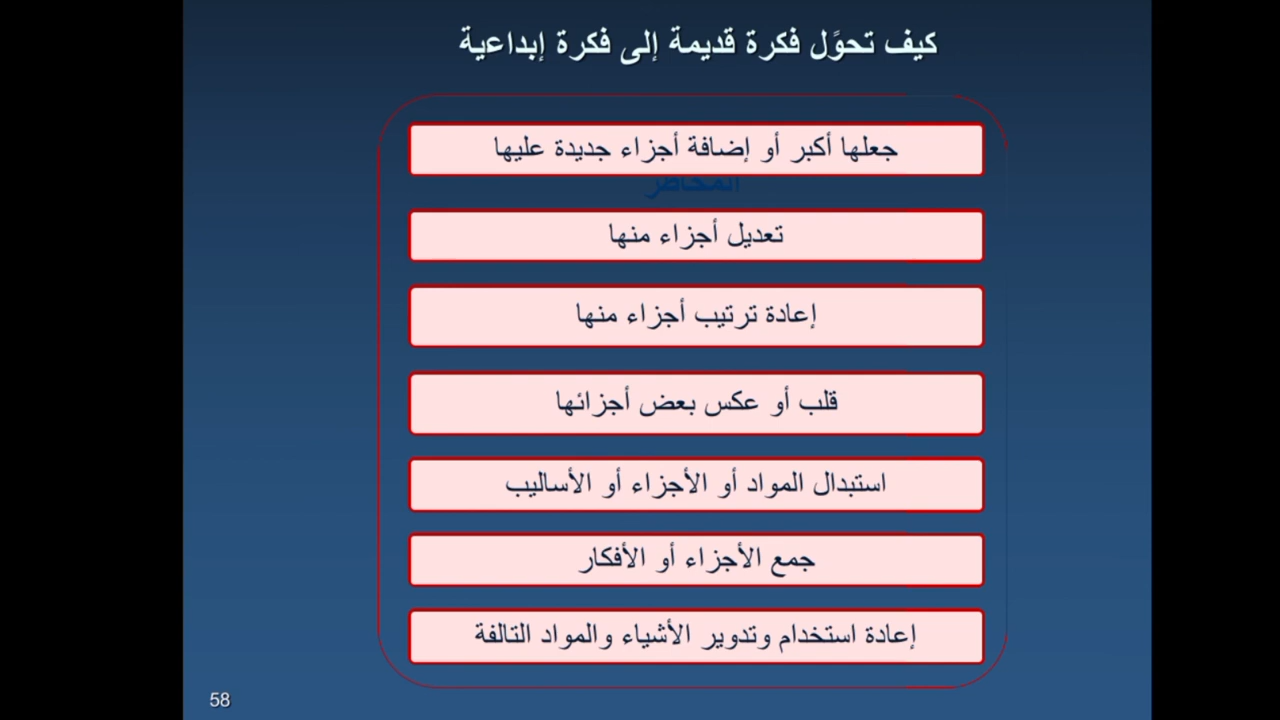 كيف تحوًل فكرة قديمة إلى فكرة إبداعية
جعلها أكبر أو إضافة أجزاء جديدة عليها
المخاطر
تعديل أجزاء منها
إعادة ترتيب أجزاء منها
قلب أو عكس بعض أجزائها
استبدال المواد أو الأجزاء أو الأساليب
جمع الأجزاء أو الأفكار
إعادة استخدام وتدوير الأشياء والمواد التالفة
58